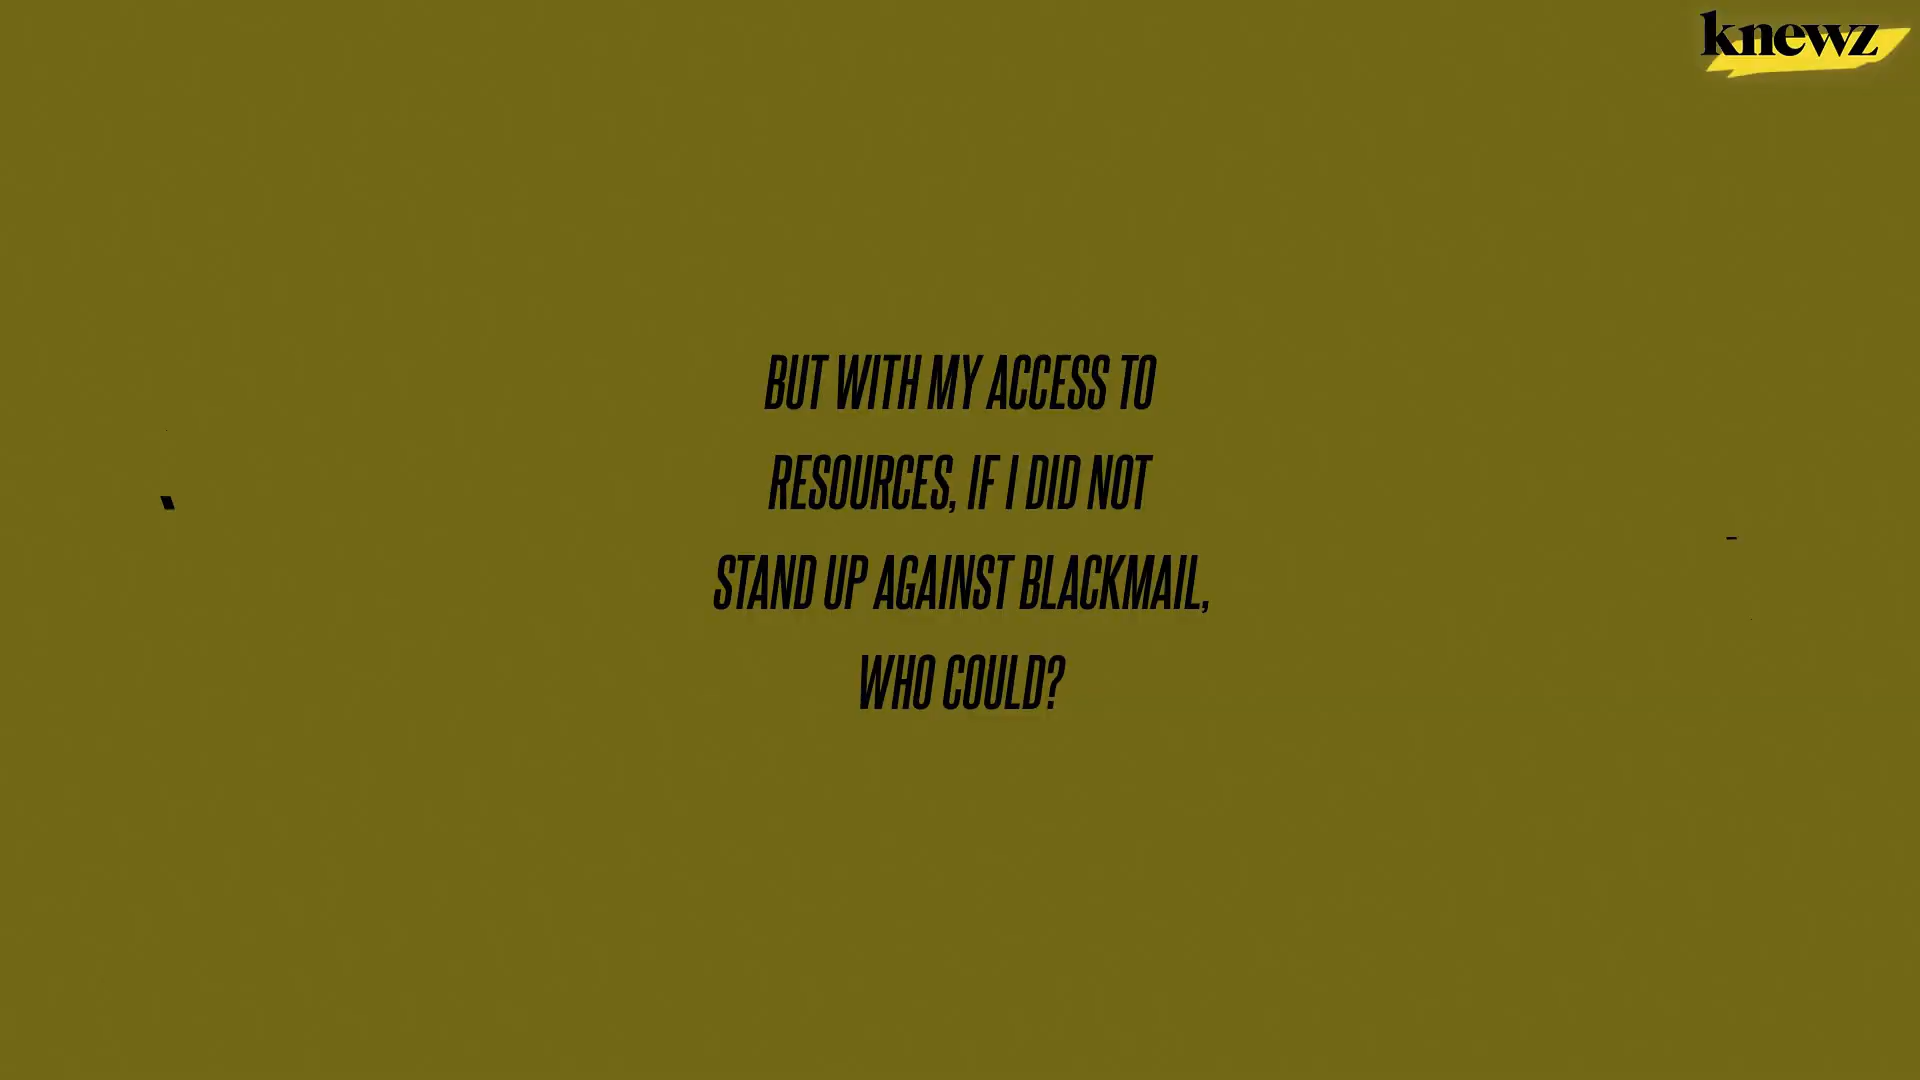 knewz
BUT WITH MY ACCESS TO
RESOURCES, IF I DID NOT
STAND UP AGAINST BLACKMAIL,
WHO COULD?